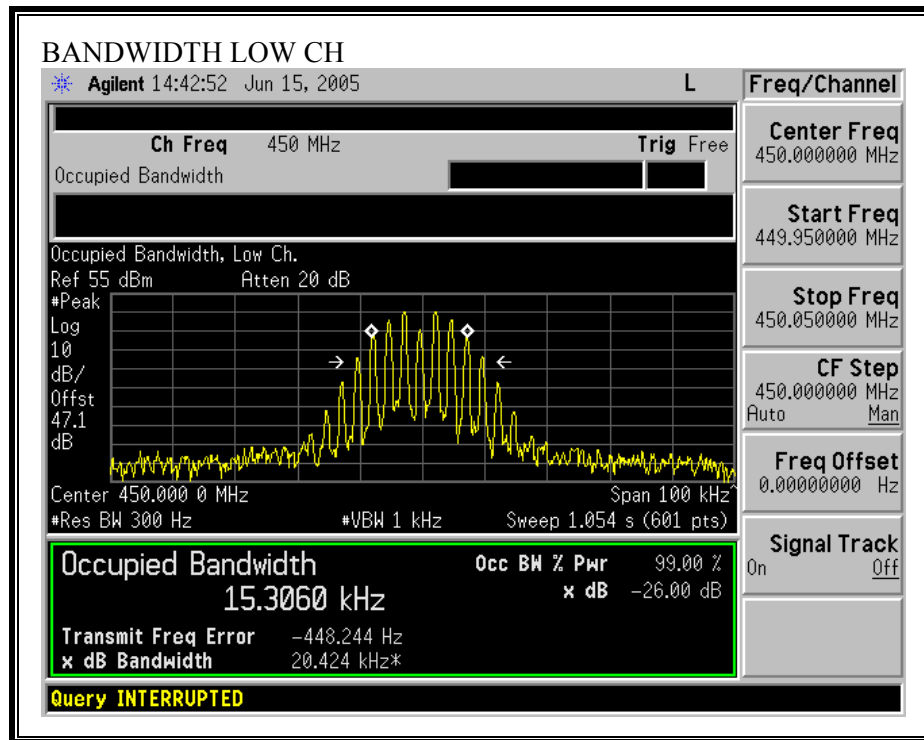 BANDWIDTH LOW CH
Agilent 14:42:52 Jun 15, 2005 L
Freq/Channel
Ch Freq 450 MHz Trig Free
Occupied Bandwidth
Center Freq
450.000000 MHz
Start Freq
449.950000 MHz
Stop Freq
450.050000 MHz
CF Step
450.000000 MHz
Auto Man
Freq Offset
0.00000000 Hz
Signal Track
On Off
Occupied Bandwidth, Low Ch.
Ref 55 dBm Atten 20 dB
#Peak
Log
10
dB/
Offst
47.1
dB
Center 450.000 0 MHz Span 100 kHz^
#Res BW 300 Hz #VBW 1 kHz Sweep 1.054 s (601 pts)
Occupied Bandwidth
15.3060 kHz
Occ BW % Pwr 99.00 %
x dB -26.00 dB
Transmit Freq Error -448.244 Hz
x dB Bandwidth 20.424 kHz*
Query INTERRUPTED